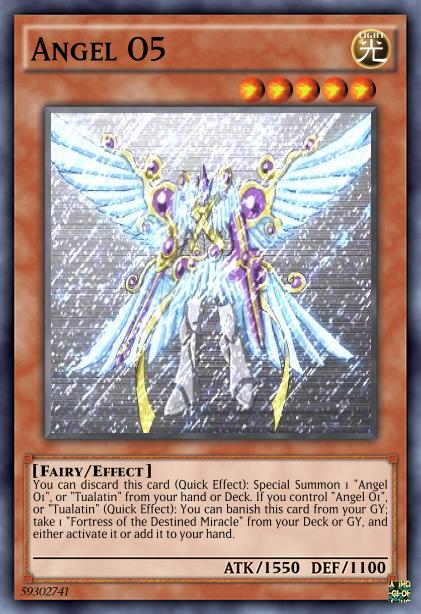 Angel O5
LIGHT
光
[Fairy/Effect]
You can discard this card (Quick Effect): Special Summon 1 "Angel
O1", or "Tualatin" from your hand or Deck. If you control "Angel O1",
or "Tualatin" (Quick Effect): You can banish this card from your GY;
take 1 "Fortress of the Destined Miracle" from your Deck or GY, and
either activate it or add it to your hand.
ATK/1550 DEF/1100
59302741